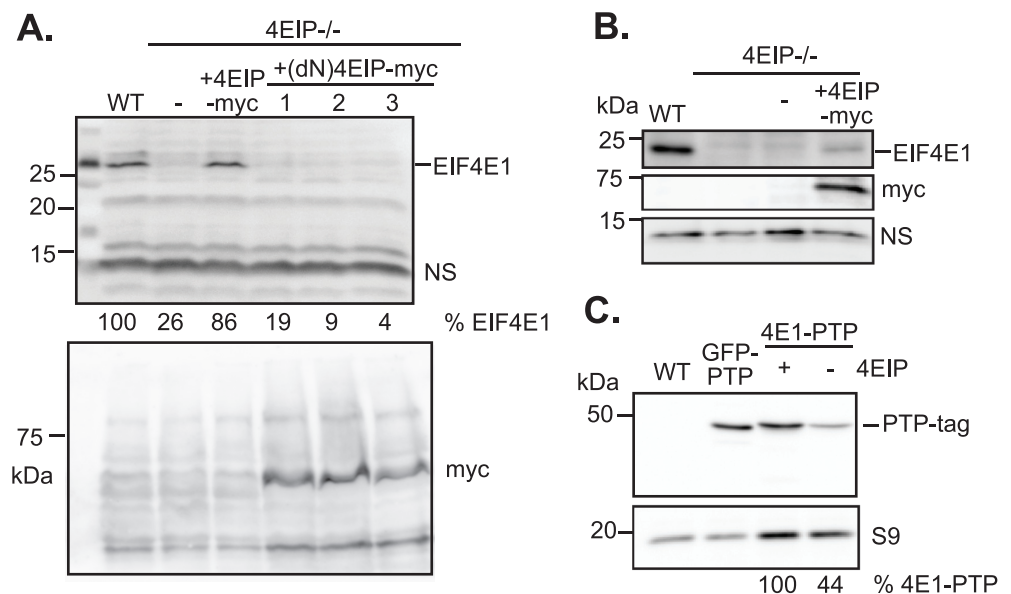 A.
4EIP-/-
+4EIP
-myc
+(dN)4EIP-myc
WT - 1 2 3
25
20
15
EIF4E1
NS
100 26 86 19 9 4 % EIF4E1
75
kDa
myc
B.
4EIP-/-
kDa WT - +4EIP
-myc
25
EIF4E1
75
myc
15
NS
C.
4E1-PTP
GFP-
PTP
WT + - 4EIP
kDa
50
PTP-tag
20
S9
100 44 % 4E1-PTP